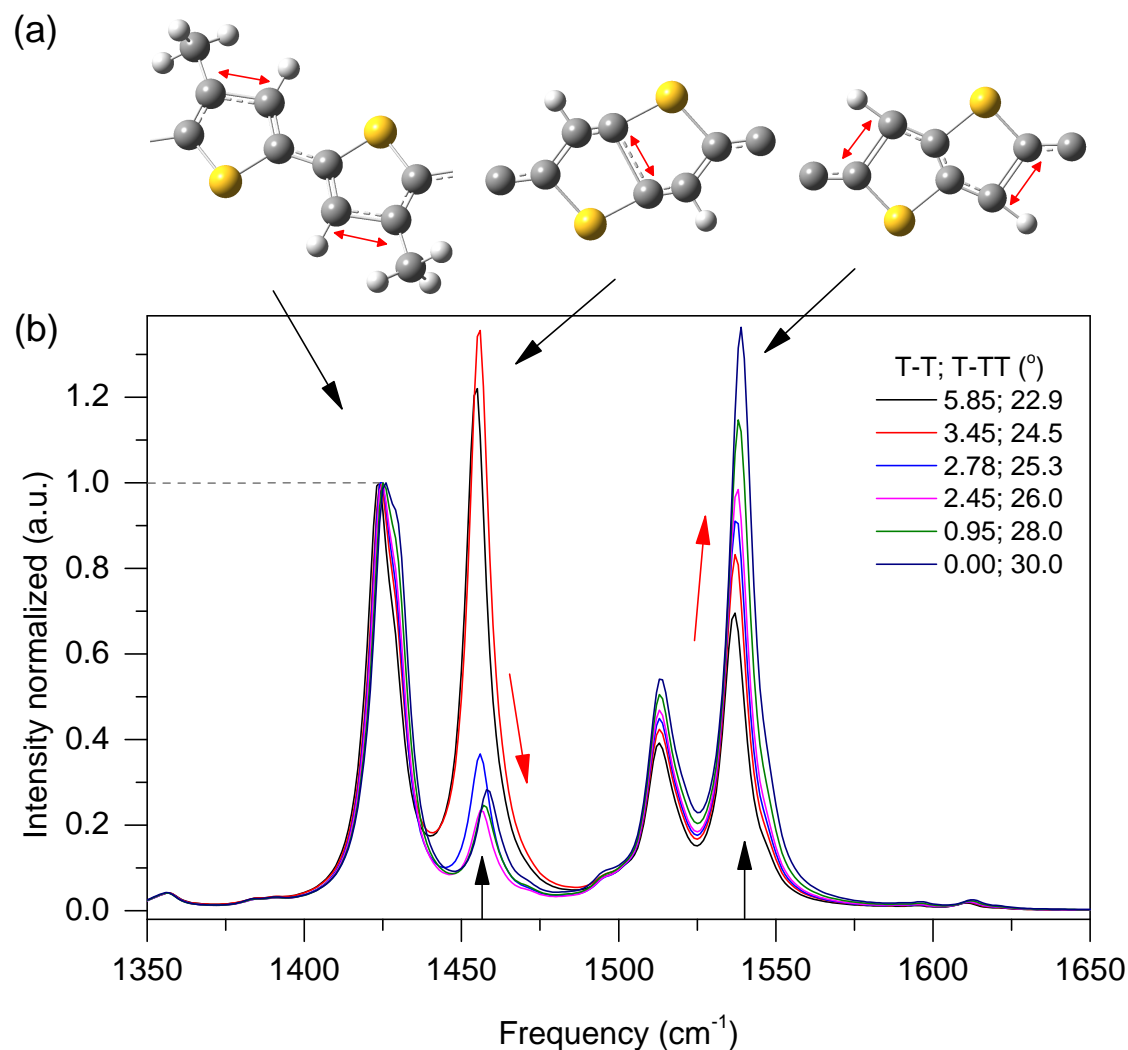 (a)
(b)
Intensity normalized (a.u.)
1.2
1.0
0.8
0.6
0.4
0.2
0.0
T-T; T-TT (°)
5.85; 22.9
3.45; 24.5
2.78; 25.3
2.45; 26.0
0.95; 28.0
0.00; 30.0
1350 1400 1450 1500 1550 1600 1650
Frequency (cm⁻¹)